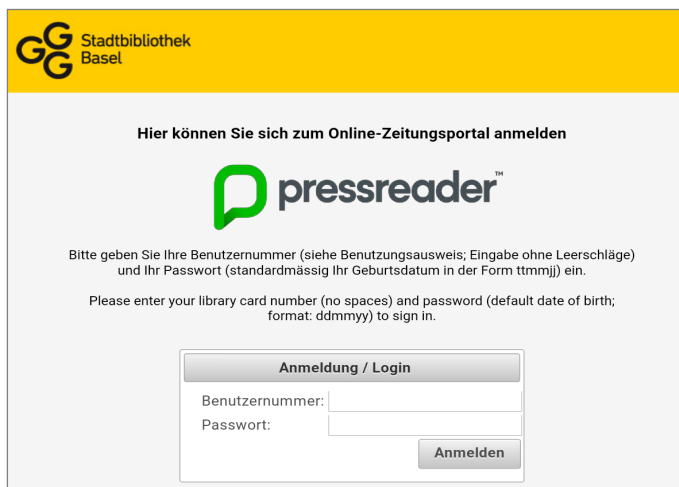 GGG
Stadtbibliothek
Basel
Hier können Sie sich zum Online-Zeitungsportal anmelden
pressreader™
Bitte geben Sie Ihre Benutzernummer (siehe Benutzungsausweis; Eingabe ohne Leerschläge)
und Ihr Passwort (standardmässig Ihr Geburtsdatum in der Form ttmmjj) ein.
Please enter your library card number (no spaces) and password (default date of birth;
format: ddmmyy) to sign in.
Anmeldung / Login
Benutzernummer:
Passwort:
Anmelden